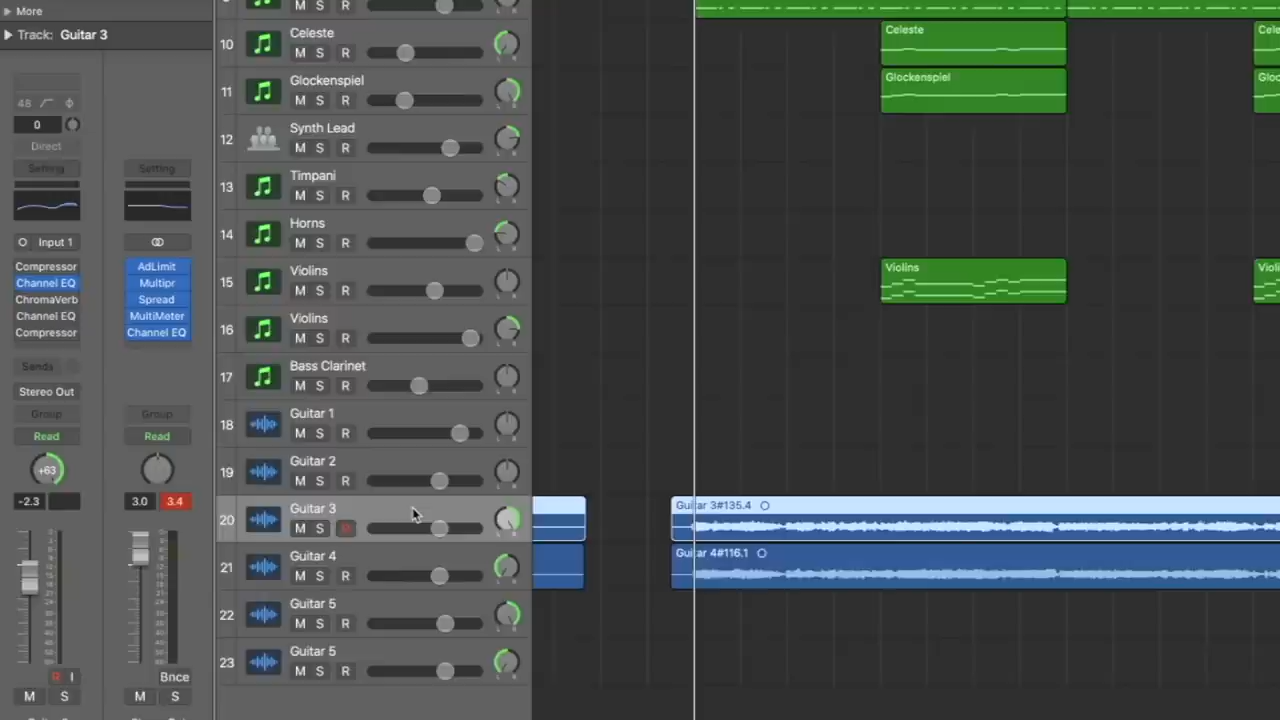 More
Track: Guitar 3
48
0
Direct
Setting
Setting
Input 1
Compressor
Channel EQ
ChromaVerb
Channel EQ
Compressor
AdLimit
Multipr
Spread
MultiMeter
Channel EQ
Sends
Stereo Out
Group
Group
Read
Read
+63
-2.3
3.0 3.4
R I
Bnce
M S
M S
10 Celeste
M S R
11 Glockenspiel
M S R
12 Synth Lead
M S R
13 Timpani
M S R
14 Horns
M S R
15 Violins
M S R
16 Violins
M S R
17 Bass Clarinet
M S R
18 Guitar 1
M S R
19 Guitar 2
M S R
20 Guitar 3
M S R
21 Guitar 4
M S R
22 Guitar 5
M S R
23 Guitar 5
M S R
Celeste
Glockenspiel
Violins
Guitar 3#135.4
Guitar 4#116.1
Cele
Gloc
Violi